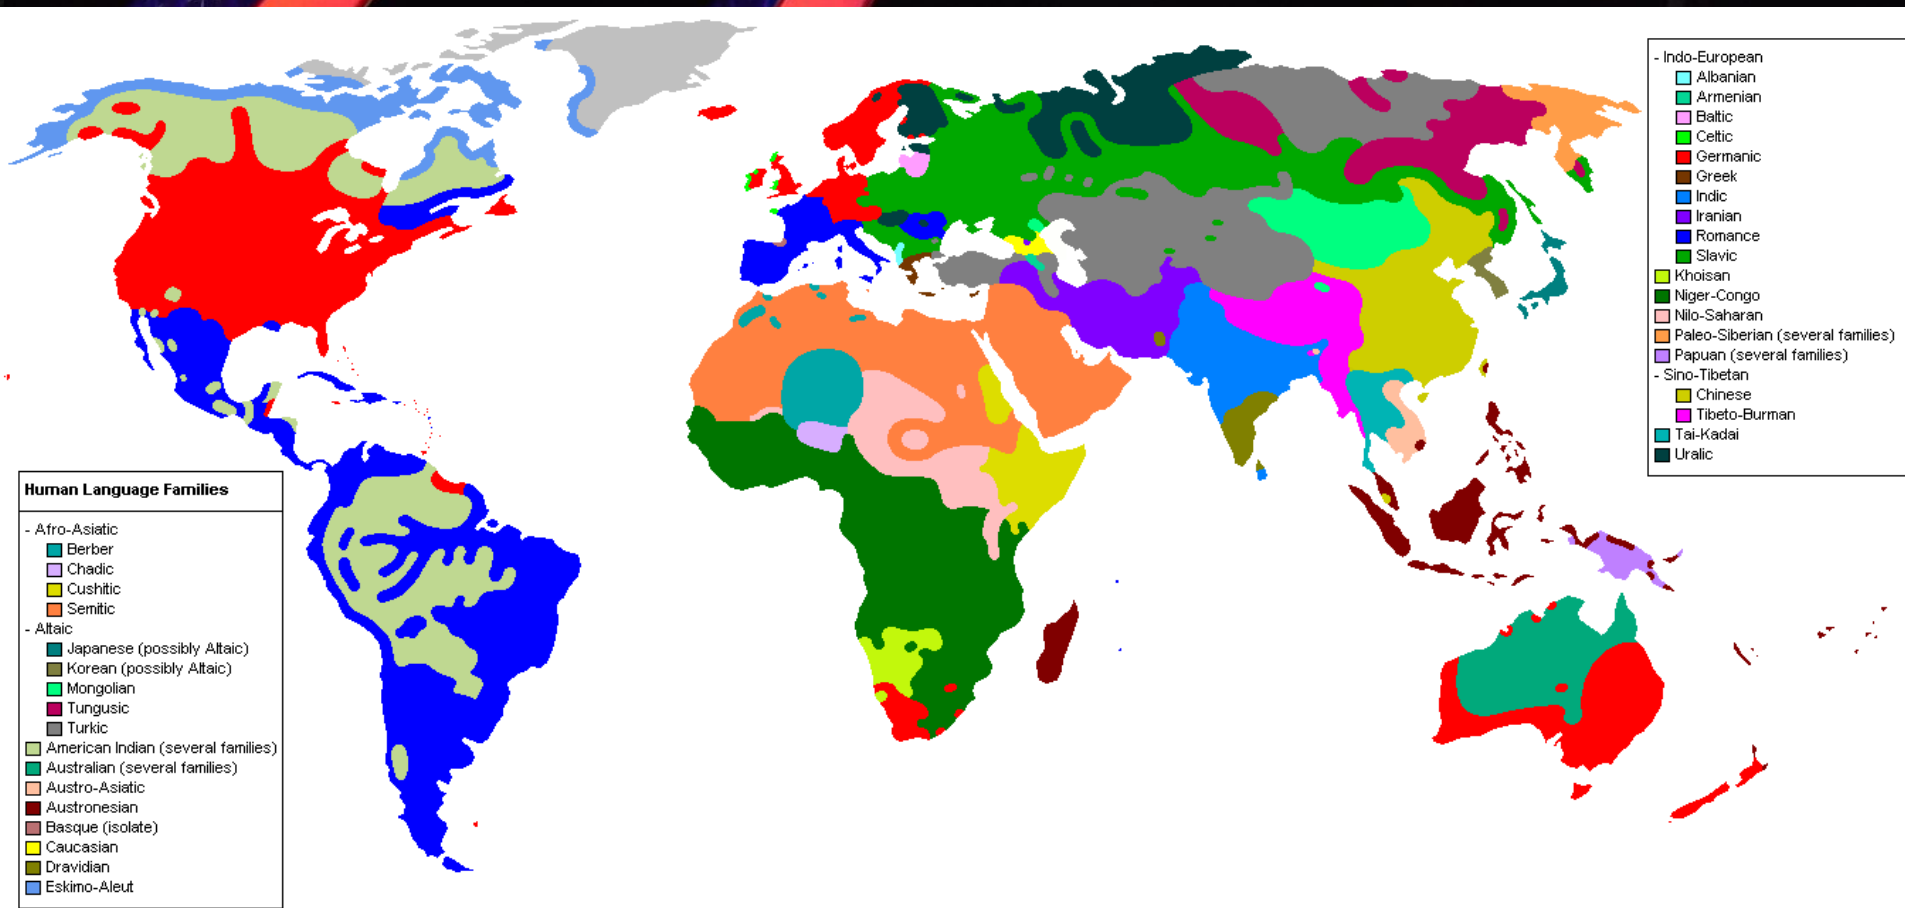 Human Language Families
- Afro-Asiatic
Berber
Chadic
Cushitic
Semitic
- Altaic
Japanese (possibly Altaic)
Korean (possibly Altaic)
Mongolian
Tungusic
Turkic
American Indian (several families)
Australian (several families)
Austro-Asiatic
Austronesian
Basque (isolate)
Caucasian
Dravidian
Eskimo-Aleut
- Indo-European
Albanian
Armenian
Baltic
Celtic
Germanic
Greek
Indic
Iranian
Romance
Slavic
Khoisan
Niger-Congo
Nilo-Saharan
Paleo-Siberian (several families)
Papuan (several families)
- Sino-Tibetan
Chinese
Tibeto-Burman
Tai-Kadai
Uralic